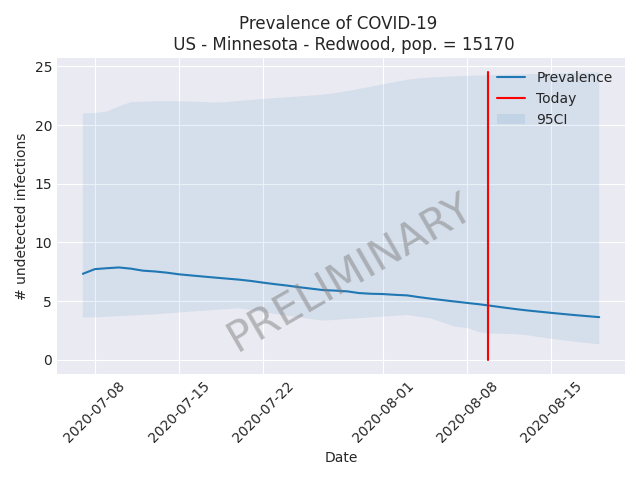 Prevalence of COVID-19
US - Minnesota - Redwood, pop. = 15170
# undetected infections
25
20
15
10
5
0
Prevalence
Today
95CI
PRELIMINARY
2020-07-08
2020-07-15
2020-07-22
2020-08-01
2020-08-08
2020-08-15
Date